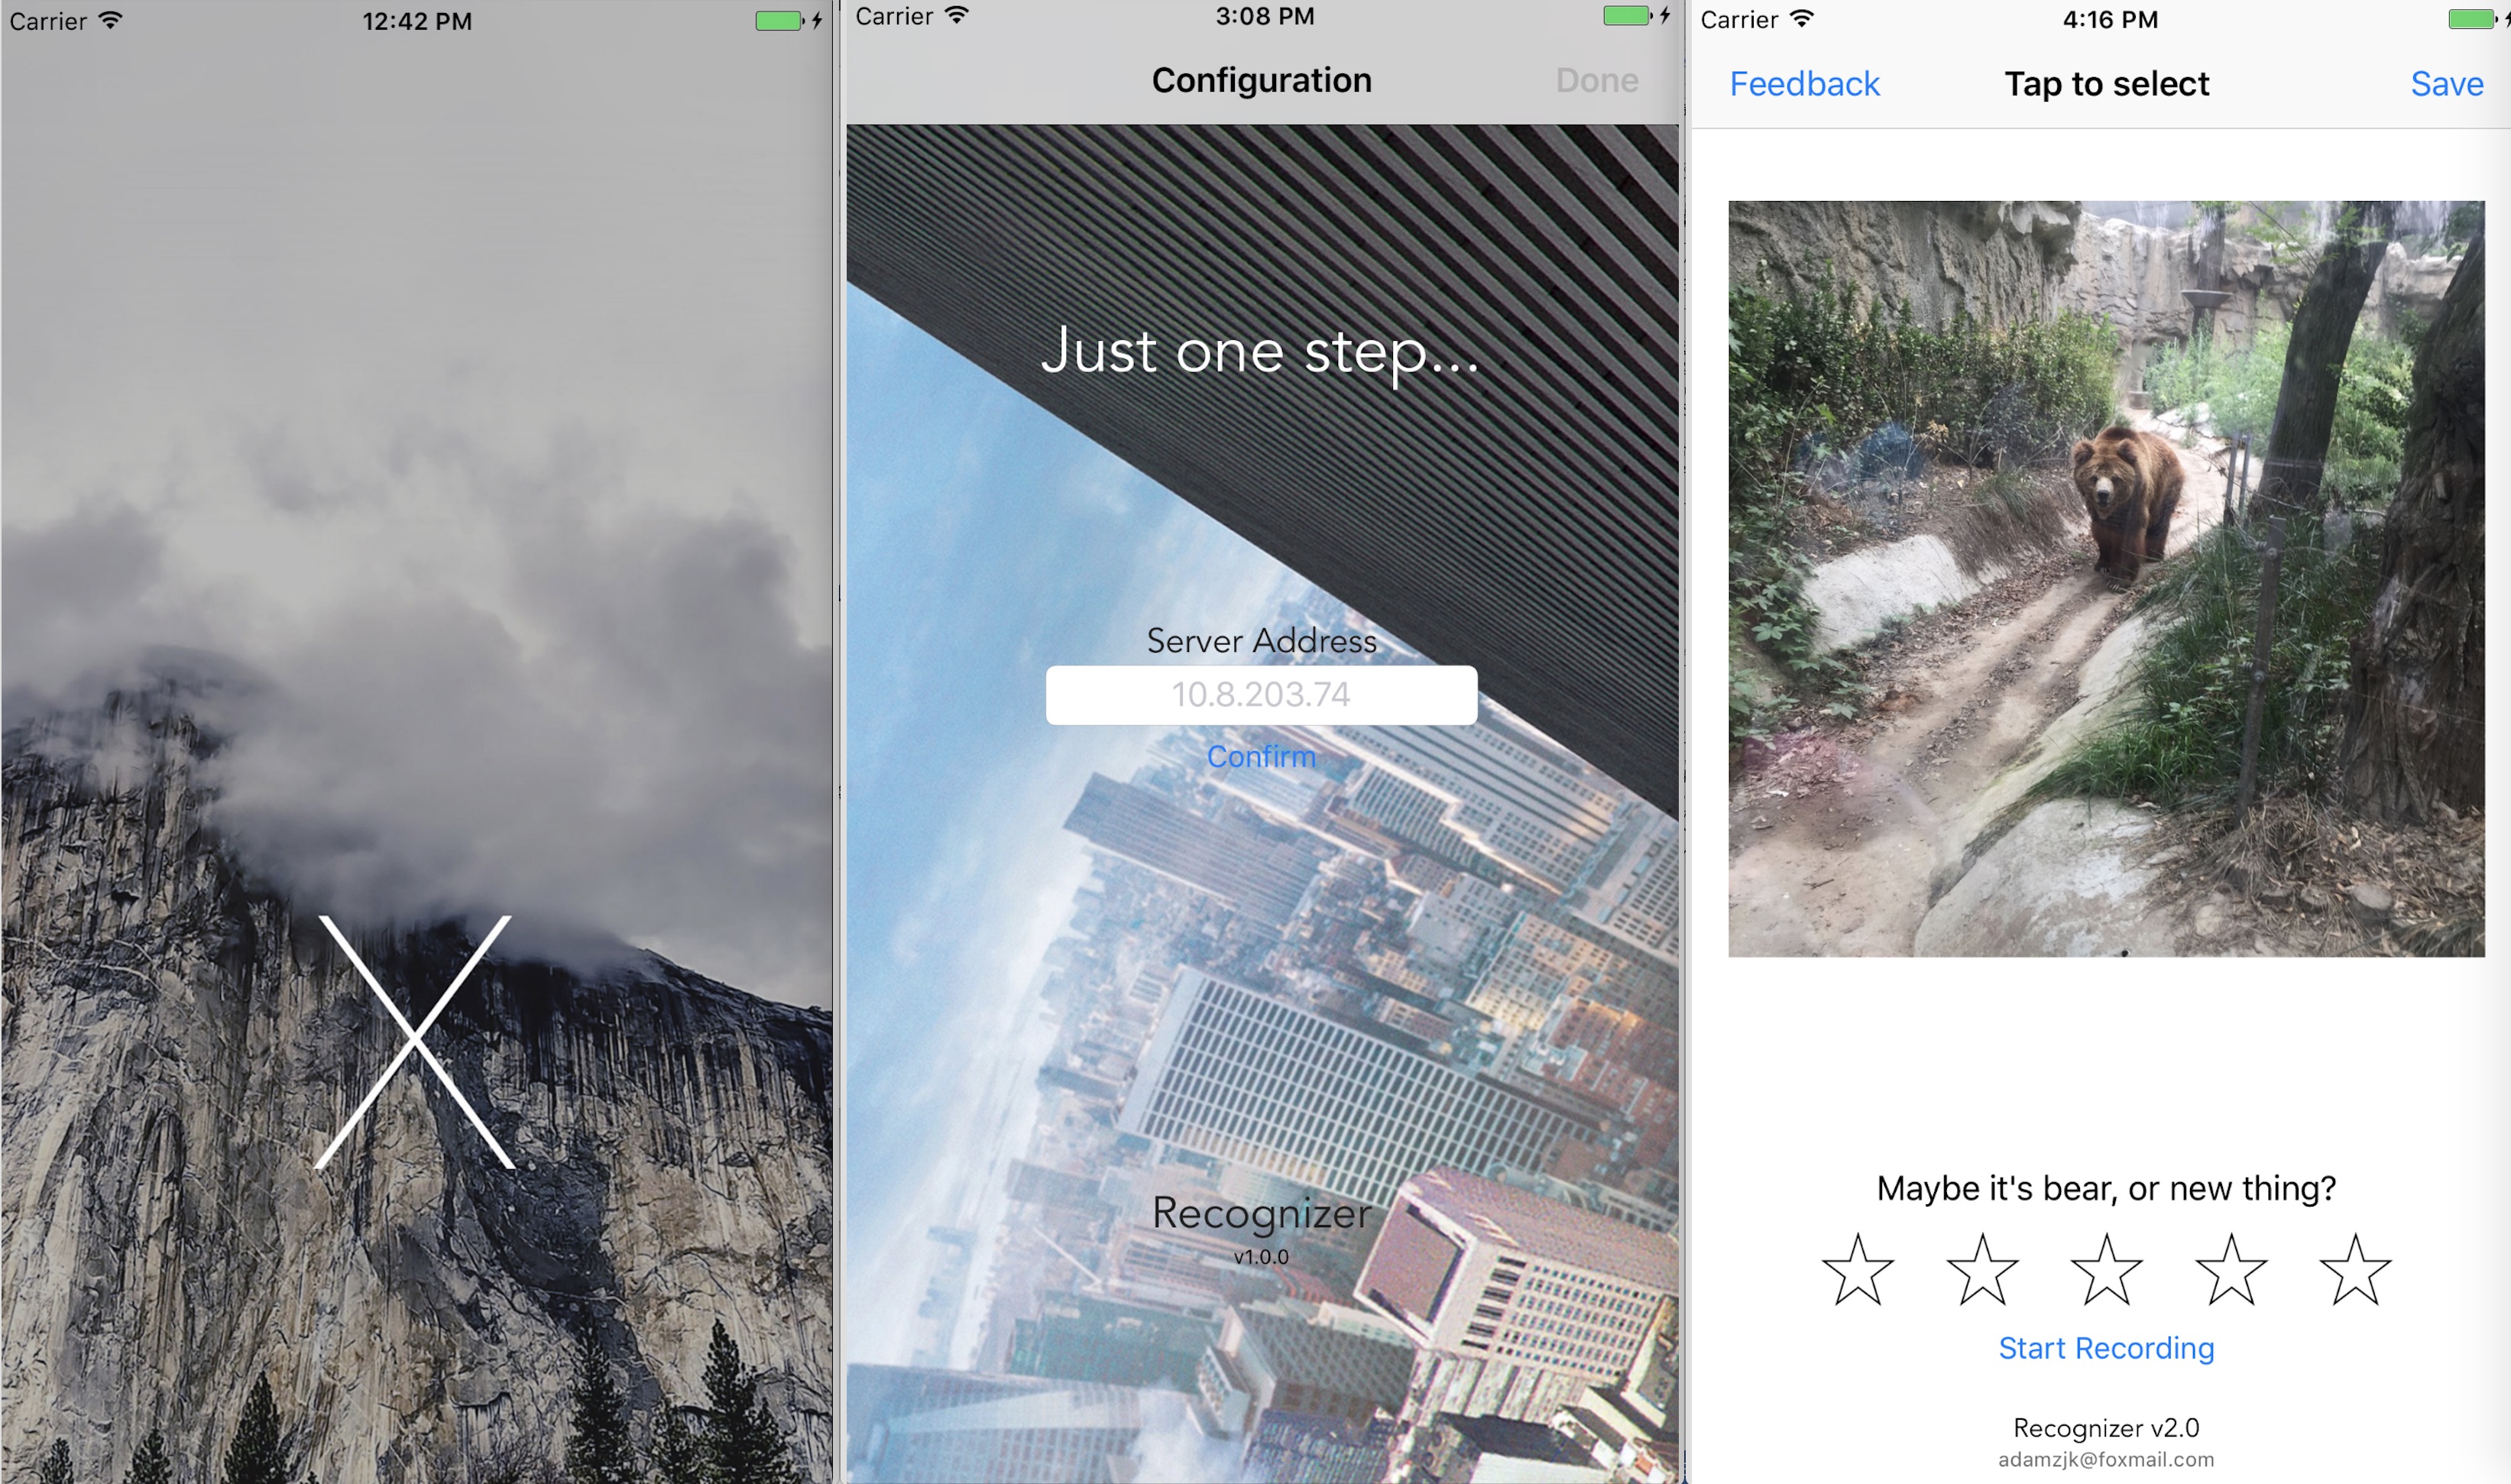 Carrier 12:42 PM
X
Carrier 3:08 PM
Configuration Done
Just one step...
Server Address
10.8.203.74
Confirm
Recognizer
v1.0.0
Carrier 4:16 PM
Feedback Tap to select Save
Maybe it's bear, or new thing?
Start Recording
Recognizer v2.0
adamzjk@foxmail.com